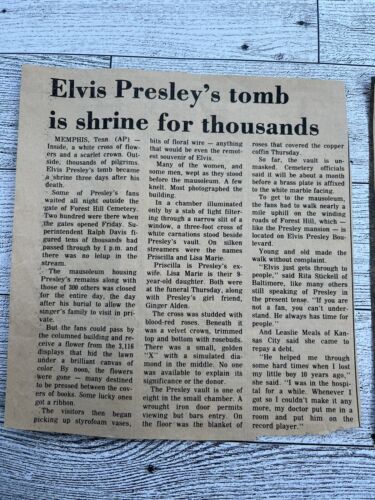 Elvis Presley's tomb
is shrine for thousands
MEMPHIS, Tenn (AP) —
Inside, a white cross of flow-
ers and a scarlet crown. Out-
side, thousands of pilgrims.
Elvis Presley's tomb became
a shrine three days after his
death.
Some of Presley's fans
waited all night outside the
gate of Forest Hill Cemetery.
Two hundred were there when
the gates opened Friday. Su-
perintendent Ralph Davis fi-
gured tens of thousands had
passed through by 1 p.m. and
there was no letup in the
stream.
The mausoleum housing
Presley's remains along with
those of 300 others was closed
for the entire day, the day
after his burial to allow the
singer's family to visit in pri-
vate.
But the fans could pass by
the columned building and re-
ceive a flower from the 3,116
displays that hid the lawn
under a brilliant canvas of
color. By noon, the flowers
were gone — many destined
to be pressed between the cov-
ers of books. Some lucky ones
got a ribbon.
The visitors then began
picking up styrofoam vases,
bits of floral wire — anything
that would be even the remot-
est souvenir of Elvis.
Many of the women, and
some men, wept as they stood
before the mausoleum. A few
knelt. Most photographed the
building.
In a chamber illuminated
only by a stab of light filter-
ing through a narrow slit of a
window, a three-foot cross of
white carnations stood beside
Presley's vault. On silken
streamers were the names
Priscilla and Lisa Marie.
Priscilla is Presley's ex-
wife. Lisa Marie is their 9-
year-old daughter. Both were
at the funeral Thursday, along
with Presley's girl friend,
Ginger Alden.
The cross was studded with
blood-red roses. Beneath it
was a velvet crown, trimmed
top and bottom with rosebuds.
There was a small, golden
"X" with a simulated dia-
mond in the middle. No one
was available to explain its
significance or the donor.
The Presley vault is one of
eight in the small chamber. A
wrought iron door permits
viewing but bars entry. On
the floor was the blanket of
roses that covered the copper
coffin Thursday.
So far, the vault is un-
masked. Cemetery officials
said it will be about a month
before a brass plate is affixed
to the white marble facing.
To get to the mausoleum,
the fans had to walk nearly a
mile uphill on the winding
roads of Forest Hill, which —
like the Presley mansion — is
located on Elvis Presley Bou-
levard.
Young and old made the
walk without complaint.
"Elvis just gets through to
people," said Rita Stickell of
Baltimore, like many others
still speaking of Presley in
the present tense. "If you are
not a fan, you can't under-
stand. He always has time for
people."
And Leaslie Meals of Kan-
sas City said she came to
repay a debt.
"He helped me through
some hard times when I lost
my little boy 10 years ago,"
she said. "I was in the hospi-
tal for a while. Whenever I
got so I couldn't make it any
more, my doctor put me in a
room and put him on the
record player."